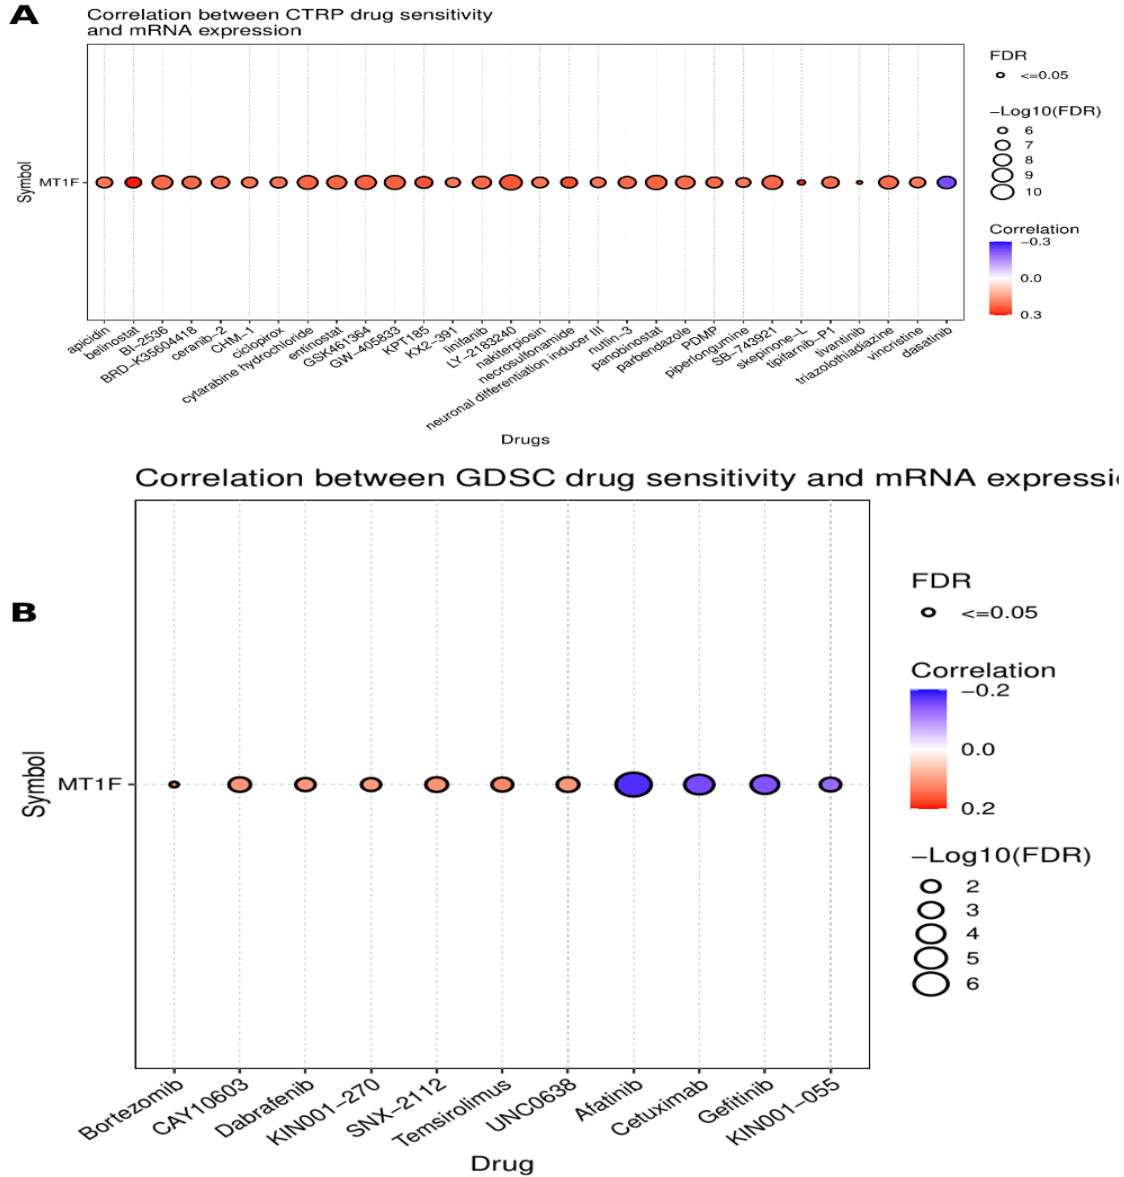 A
Correlation between CTRP drug sensitivity
and mRNA expression
Symbol
MT1F
apicidin
belinostat
BI-2536
BRD-K35604418
ceranib-2
CHM-1
ciclopirox
cytarabine hydrochloride
entinostat
GSK461364
GW-405833
KPT185
KX2-391
linifanib
LY-2183240
nakiterpiosin
necrosulfonamide
neuronal differentiation inducer III
nutlin-3
panobinostat
parbendazole
PDMP
piperlongumine
SB-743921
skepinone-L
tipifarnib-P1
tivantinib
triazolothiadiazine
vincristine
dasatinib
Drugs
FDR
<=0.05
-Log10(FDR)
6
7
8
9
10
Correlation
-0.3
0.0
0.3
B
Correlation between GDSC drug sensitivity and mRNA expressi
Symbol
MT1F
Bortezomib
CAY10603
Dabrafenib
KIN001-270
SNX-2112
Temsirolimus
UNC0638
Afatinib
Cetuximab
Gefitinib
KIN001-055
Drug
FDR
<=0.05
Correlation
-0.2
0.0
0.2
-Log10(FDR)
2
3
4
5
6